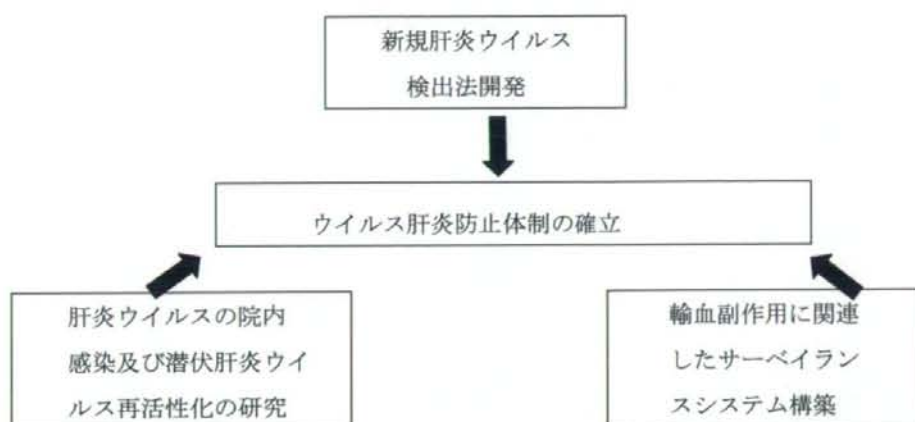 新規肝炎ウイルス
検出法開発
ウイルス肝炎防止体制の確立
肝炎ウイルスの院内
感染及び潜伏肝炎ウイ
ルス再活性化の研究
輸血副作用に関連
したサーベイラン
スシステム構築